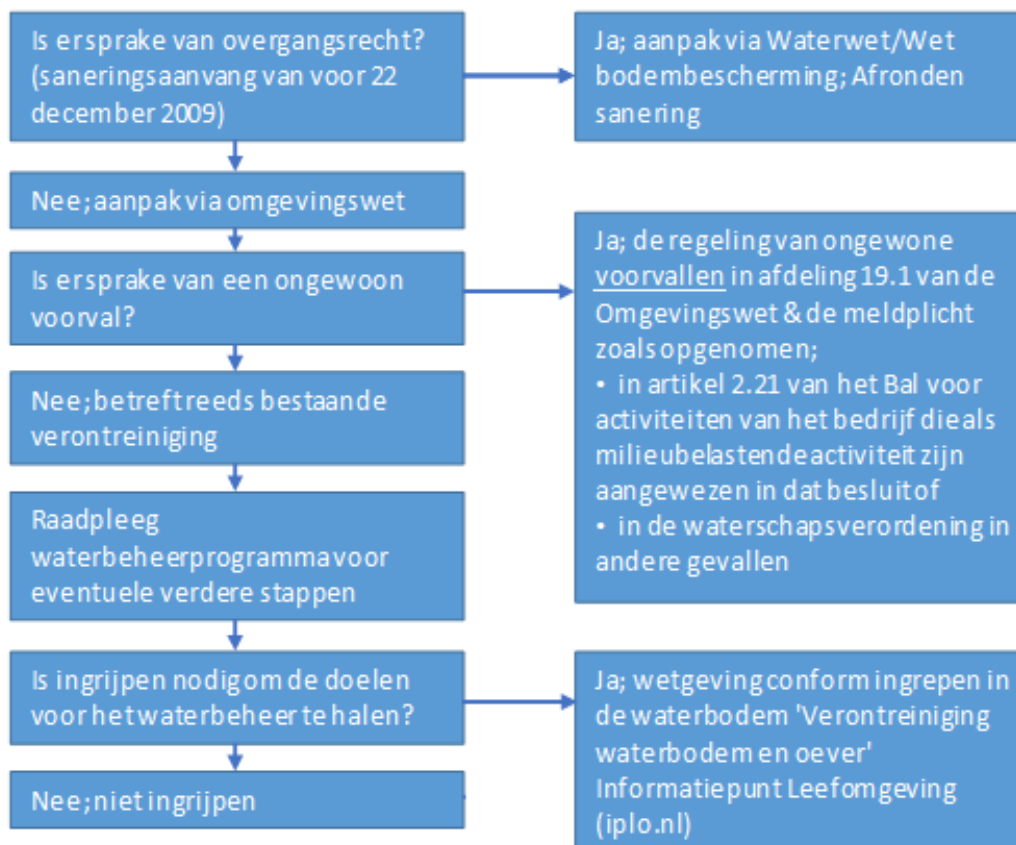 Is er sprake van overgangsrecht?
(saneringsaanvang van voor 22
december 2009)
Ja; aanpak via Waterwet/Wet
bodembescherming; Afronden
sanering
Nee; aanpak via omgevingswet
Is er sprake van een ongewoon
voorval?
Ja; de regeling van ongewone
voorvallen in afdeling 19.1 van de
Omgevingswet & de meldplicht
zoals opgenomen;
• in artikel 2.21 van het Bal voor
activiteiten van het bedrijf die als
milieubelastende activiteit zijn
aangewezen in dat besluit of
• in de waterschapsverordening in
andere gevallen
Nee; betreft reeds bestaande
verontreiniging
Raadpleeg
waterbeheerprogramma voor
eventuele verdere stappen
Is ingrijpen nodig om de doelen
voor het waterbeheer te halen?
Ja; wetgeving conform ingrepen in
de waterbodem 'Verontreiniging
waterbodem en oever'
Informatiepunt Leefomgeving
(iplo.nl)
Nee; niet ingrijpen